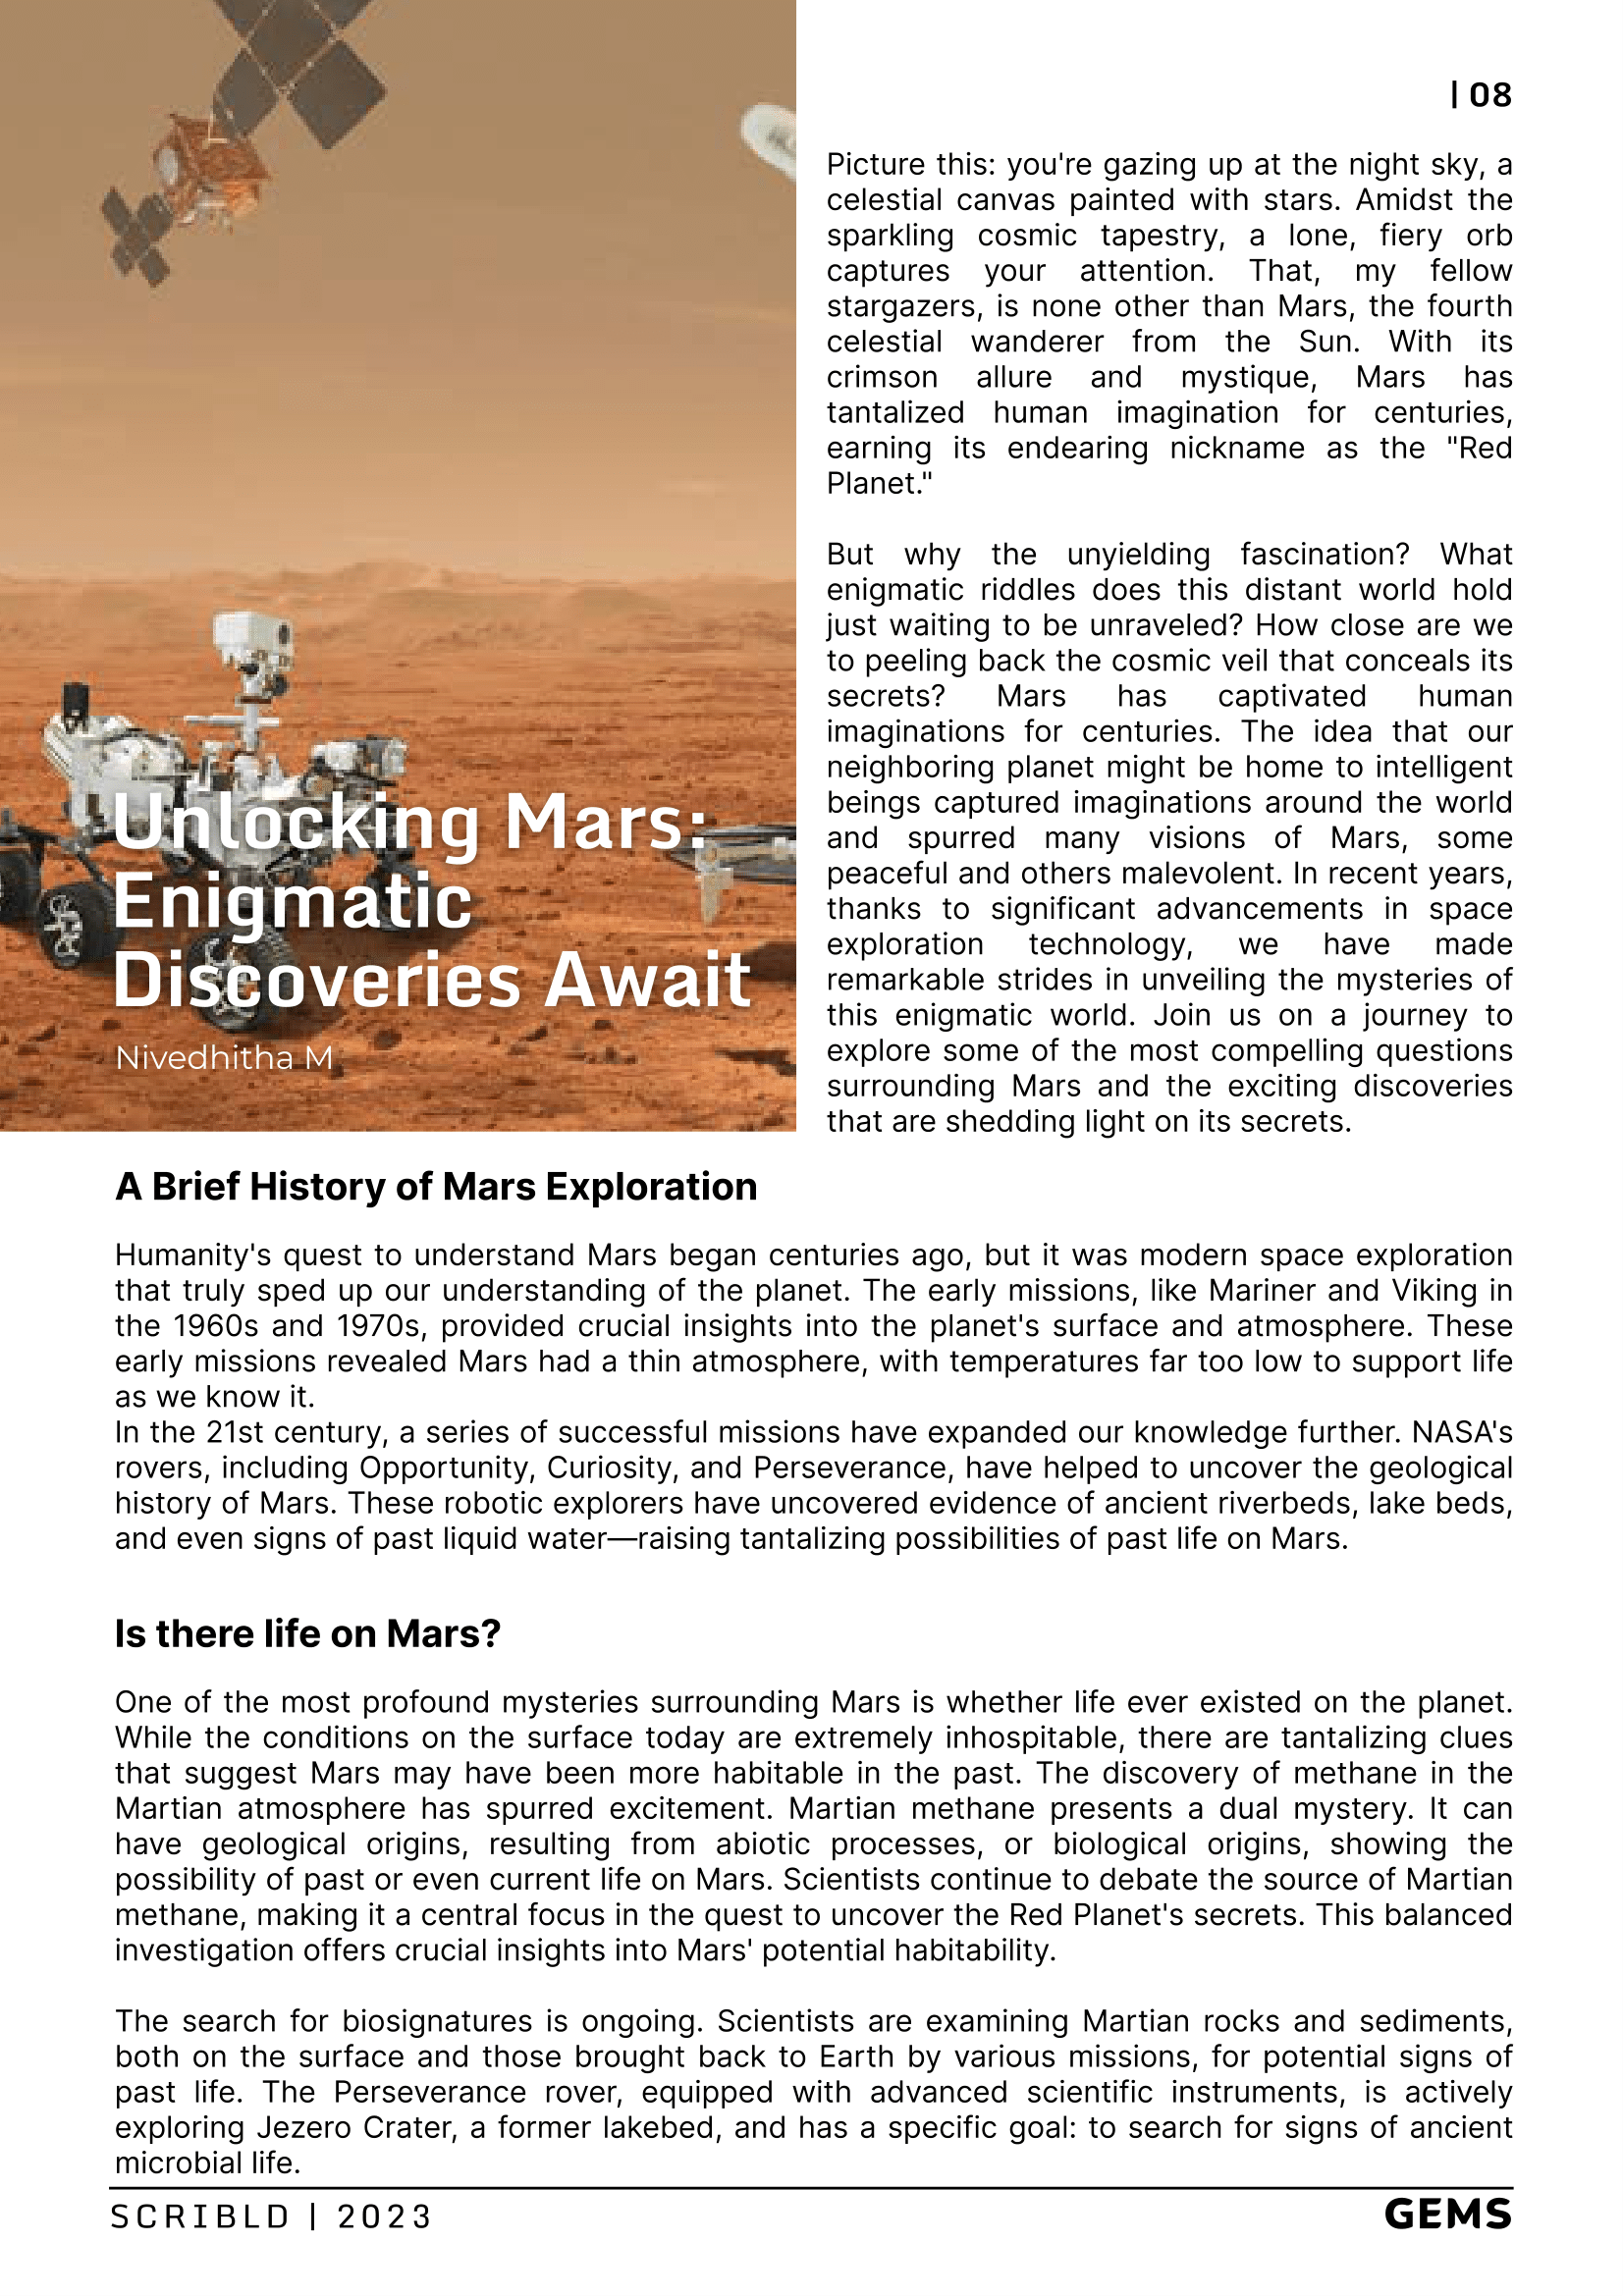 | 08
Unlocking Mars:
Enigmatic
Discoveries Await
Nivedhitha M
Picture this: you're gazing up at the night sky, a
celestial canvas painted with stars. Amidst the
sparkling cosmic tapestry, a lone, fiery orb
captures your attention. That, my fellow
stargazers, is none other than Mars, the fourth
celestial wanderer from the Sun. With its
crimson allure and mystique, Mars has
tantalized human imagination for centuries,
earning its endearing nickname as the "Red
Planet."
But why the unyielding fascination? What
enigmatic riddles does this distant world hold
just waiting to be unraveled? How close are we
to peeling back the cosmic veil that conceals its
secrets? Mars has captivated human
imaginations for centuries. The idea that our
neighboring planet might be home to intelligent
beings captured imaginations around the world
and spurred many visions of Mars, some
peaceful and others malevolent. In recent years,
thanks to significant advancements in space
exploration technology, we have made
remarkable strides in unveiling the mysteries of
this enigmatic world. Join us on a journey to
explore some of the most compelling questions
surrounding Mars and the exciting discoveries
that are shedding light on its secrets.
A Brief History of Mars Exploration
Humanity's quest to understand Mars began centuries ago, but it was modern space exploration
that truly sped up our understanding of the planet. The early missions, like Mariner and Viking in
the 1960s and 1970s, provided crucial insights into the planet's surface and atmosphere. These
early missions revealed Mars had a thin atmosphere, with temperatures far too low to support life
as we know it.
In the 21st century, a series of successful missions have expanded our knowledge further. NASA's
rovers, including Opportunity, Curiosity, and Perseverance, have helped to uncover the geological
history of Mars. These robotic explorers have uncovered evidence of ancient riverbeds, lake beds,
and even signs of past liquid water—raising tantalizing possibilities of past life on Mars.
Is there life on Mars?
One of the most profound mysteries surrounding Mars is whether life ever existed on the planet.
While the conditions on the surface today are extremely inhospitable, there are tantalizing clues
that suggest Mars may have been more habitable in the past. The discovery of methane in the
Martian atmosphere has spurred excitement. Martian methane presents a dual mystery. It can
have geological origins, resulting from abiotic processes, or biological origins, showing the
possibility of past or even current life on Mars. Scientists continue to debate the source of Martian
methane, making it a central focus in the quest to uncover the Red Planet's secrets. This balanced
investigation offers crucial insights into Mars' potential habitability.
The search for biosignatures is ongoing. Scientists are examining Martian rocks and sediments,
both on the surface and those brought back to Earth by various missions, for potential signs of
past life. The Perseverance rover, equipped with advanced scientific instruments, is actively
exploring Jezero Crater, a former lakebed, and has a specific goal: to search for signs of ancient
microbial life.
SCRIBLD | 2023
GEMS